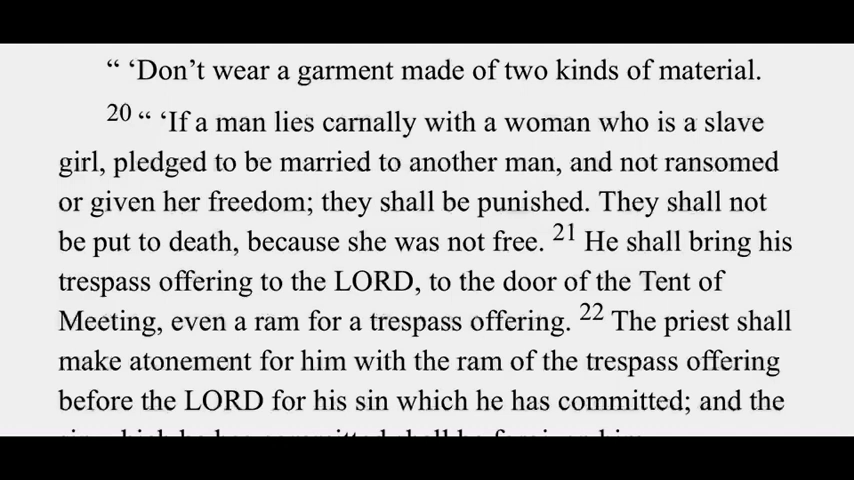 “ ‘Don’t wear a garment made of two kinds of material.
20 “ ‘If a man lies carnally with a woman who is a slave
girl, pledged to be married to another man, and not ransomed
or given her freedom; they shall be punished. They shall not
be put to death, because she was not free. 21 He shall bring his
trespass offering to the LORD, to the door of the Tent of
Meeting, even a ram for a trespass offering. 22 The priest shall
make atonement for him with the ram of the trespass offering
before the LORD for his sin which he has committed; and the